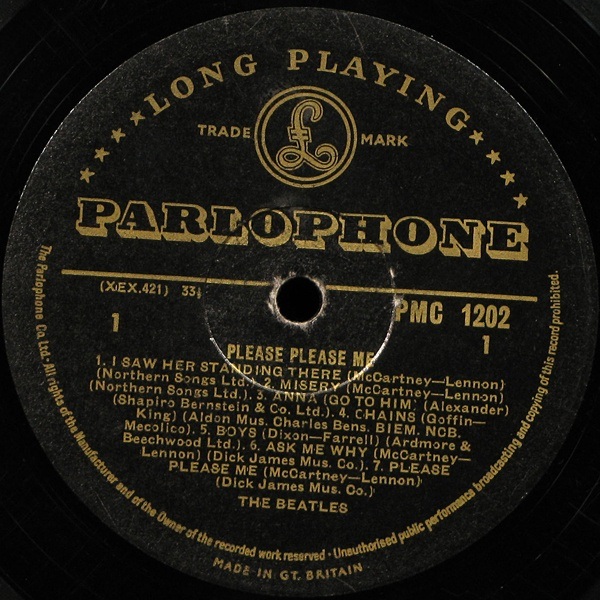 ★★★★LONG PLAYING★★★★
TRADE £ MARK
PARLOPHONE
(XEX.421) 33⅓
PMC 1202
1
1
PLEASE PLEASE ME
1. I SAW HER STANDING THERE (McCartney—Lennon)
(Northern Songs Ltd.). 2. MISERY (McCartney—Lennon)
(Northern Songs Ltd.). 3. ANNA (GO TO HIM) (Alexander)
(Shapiro Bernstein & Co. Ltd.). 4. CHAINS (Goffin—
King) (Aldon Mus. Charles Bens. BIEM. NCB.
Mecolico). 5. BOYS (Dixon—Farrell) (Ardmore &
Beechwood Ltd.) 6. ASK ME WHY (McCartney—
Lennon) (Dick James Mus. Co.). 7. PLEASE
PLEASE ME (McCartney—Lennon)
(Dick James Mus. Co.)
THE BEATLES
The Parlophone Co. Ltd. All rights of the Manufacturer and of the Owner of the recorded work reserved · Unauthorised public performance broadcasting and copying of this record prohibited.
MADE IN GT. BRITAIN